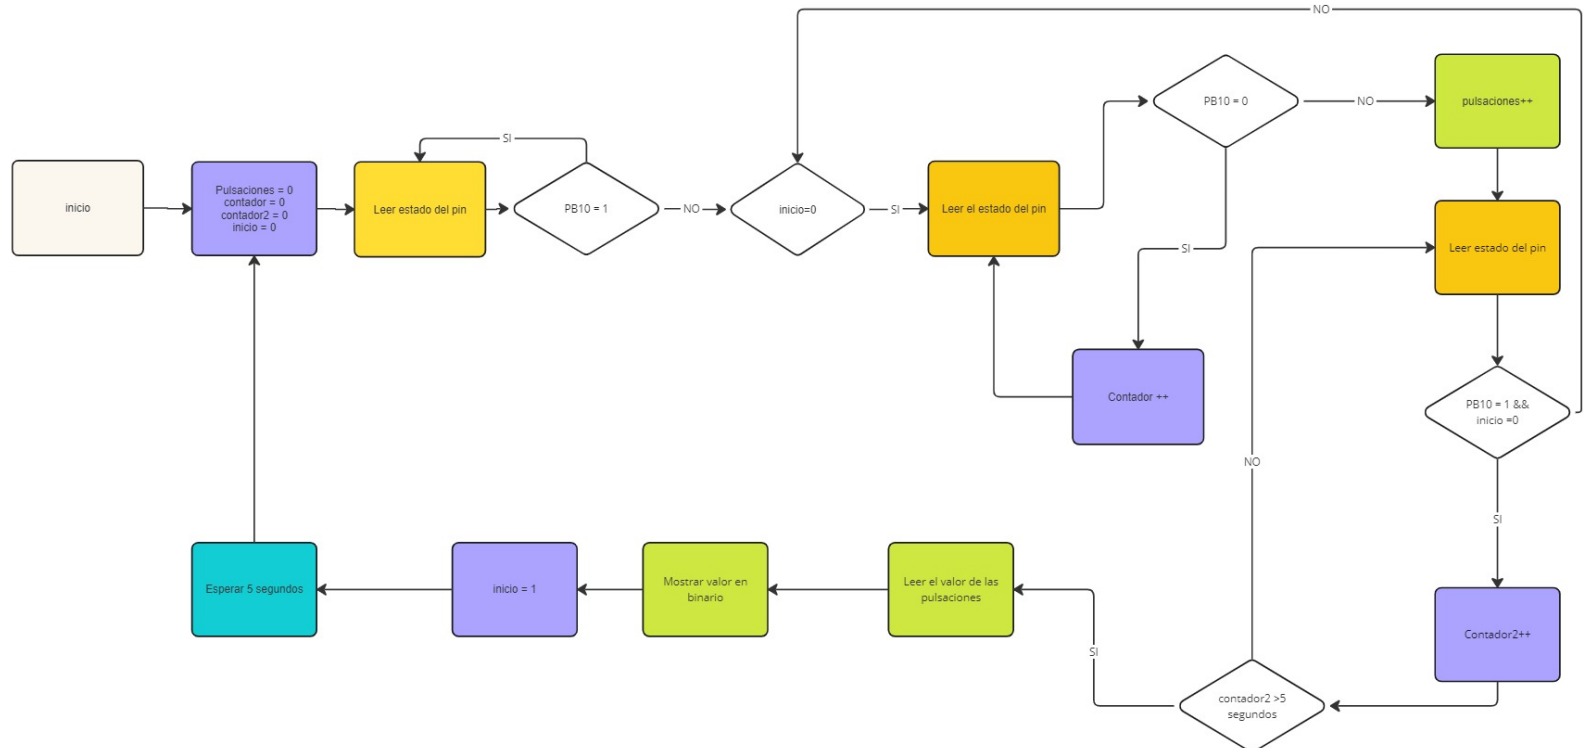 NO
PB10 = 0
NO
pulsaciones++
SI
inicio
Pulsaciones = 0
contador = 0
contador2 = 0
inicio = 0
Leer estado del pin
PB10 = 1
NO
inicio=0
SI
Leer el estado del pin
SI
Leer estado del pin
Contador ++
PB10 = 1 &&
inicio =0
NO
SI
Esperar 5 segundos
inicio = 1
Mostrar valor en
binario
Leer el valor de las
pulsaciones
SI
Contador2++
contador2 >5
segundos